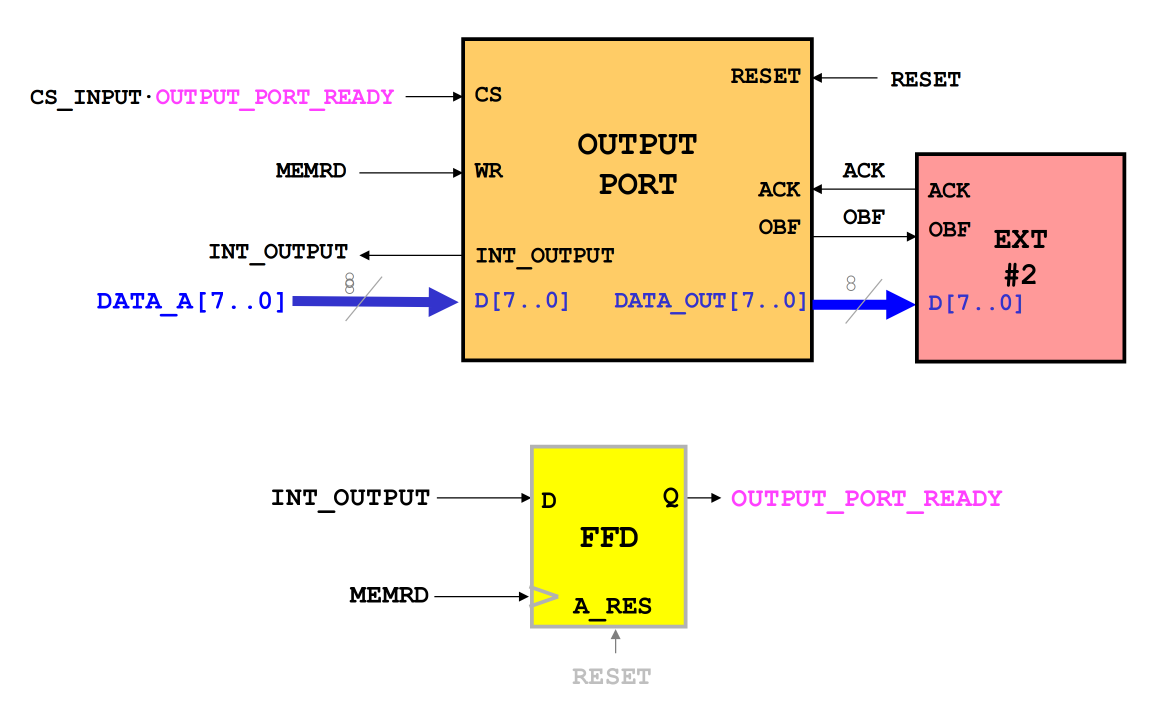 CS_INPUT·OUTPUT_PORT_READY
CS
RESET
RESET
OUTPUT
PORT
MEMRD
WR
ACK
ACK
ACK
OBF
OBF
OBF
EXT
#2
INT_OUTPUT
INT_OUTPUT
8
8
8
DATA_A[7..0]
D[7..0]
DATA_OUT[7..0]
D[7..0]
INT_OUTPUT
D
Q
OUTPUT_PORT_READY
FFD
MEMRD
A_RES
RESET